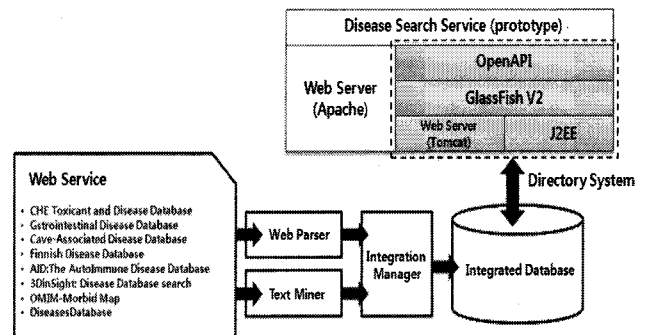 Disease Search Service (prototype)
Web Server
(Apache)
OpenAPI
GlassFish V2
Web Server
(Tomcat)
J2EE
Directory System
Web Service
• CHE Toxicant and Disease Database
• Gstrointestinal Disease Database
• Cave-Associated Disease Database
• Finnish Disease Database
• AID:The AutoImmune Disease Database
• 3DinSight: Disease Database search
• OMIM-Morbid Map
• DiseasesDatabase
Web Parser
Text Miner
Integration
Manager
Integrated Database